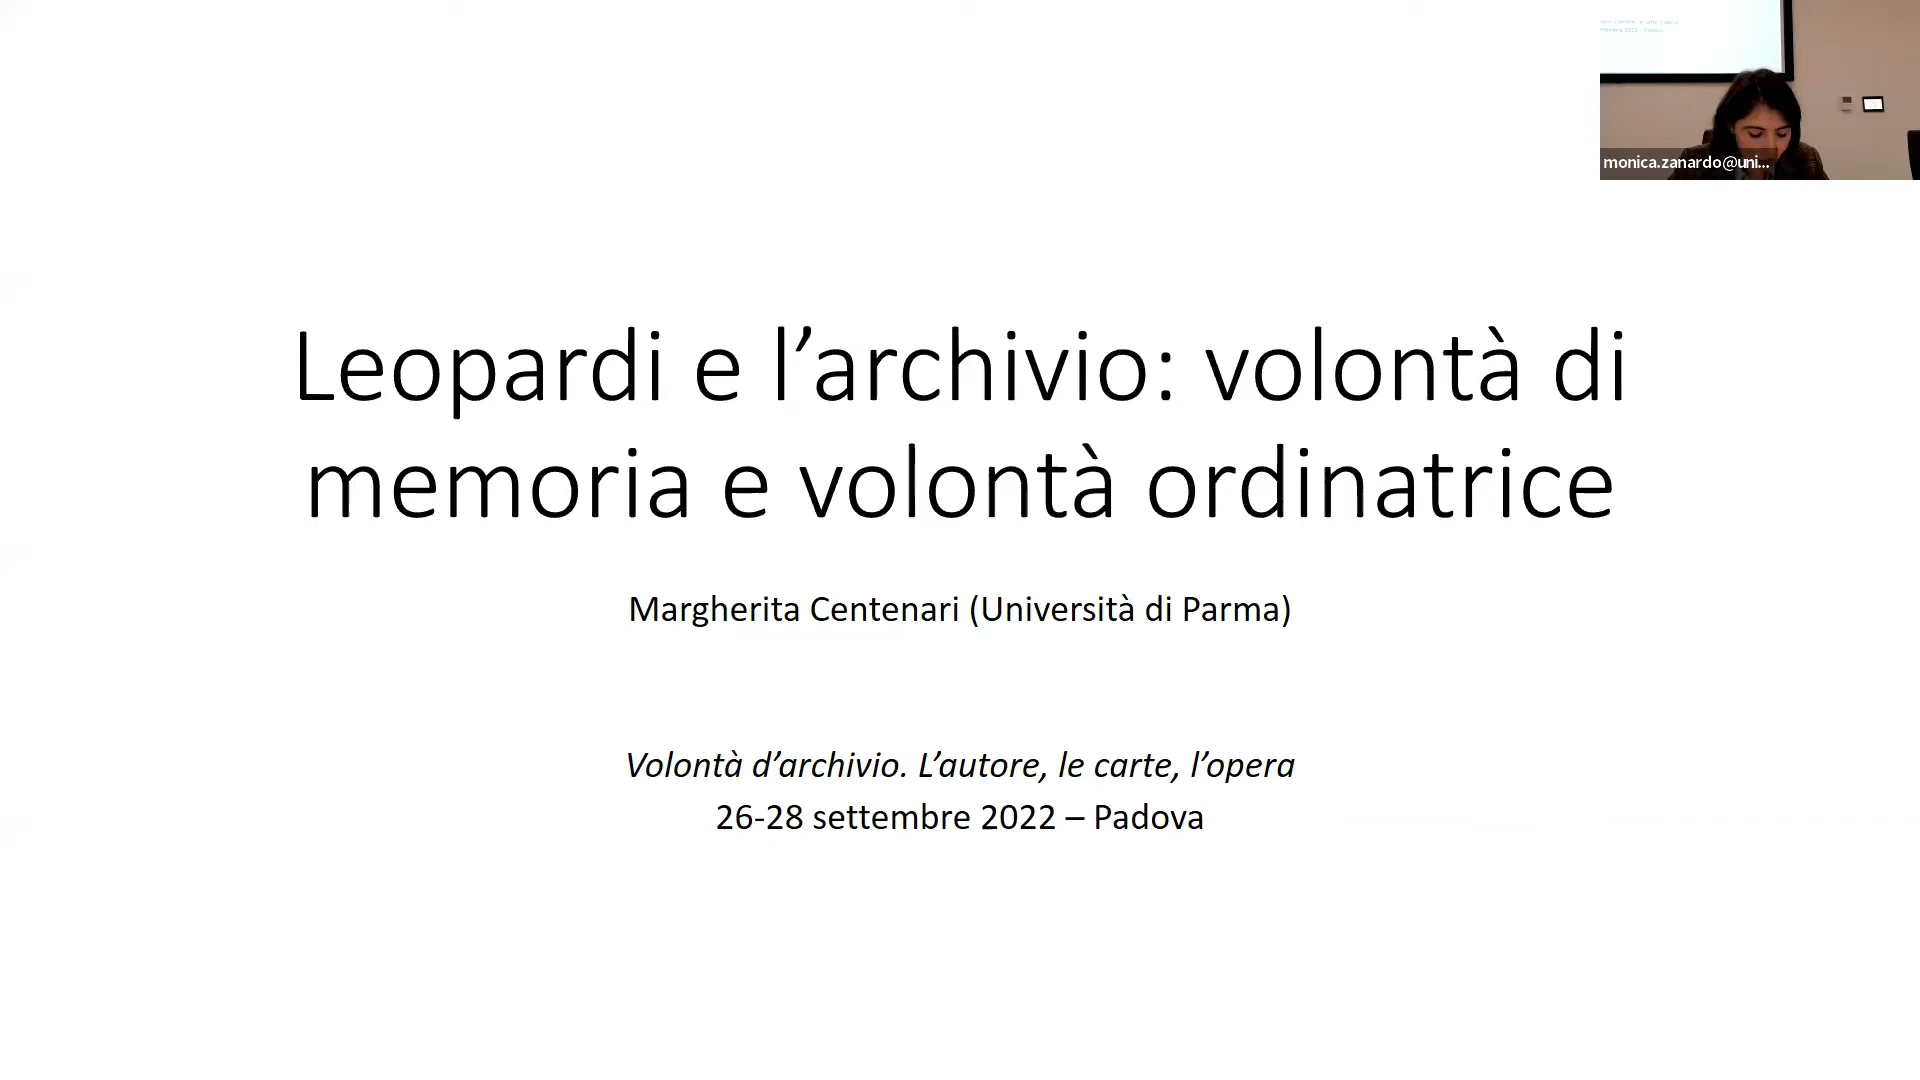 Leopardi e l’archivio: volontà di
memoria e volontà ordinatrice
Margherita Centenari (Università di Parma)
Volontà d’archivio. L’autore, le carte, l’opera
26-28 settembre 2022 – Padova
monica.zanardo@uni...